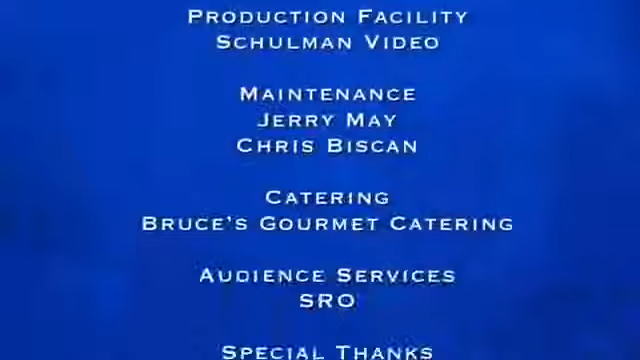 PRODUCTION FACILITY
SCHULMAN VIDEO
MAINTENANCE
JERRY MAY
CHRIS BISCAN
CATERING
BRUCE'S GOURMET CATERING
AUDIENCE SERVICES
SRO
SPECIAL THANKS